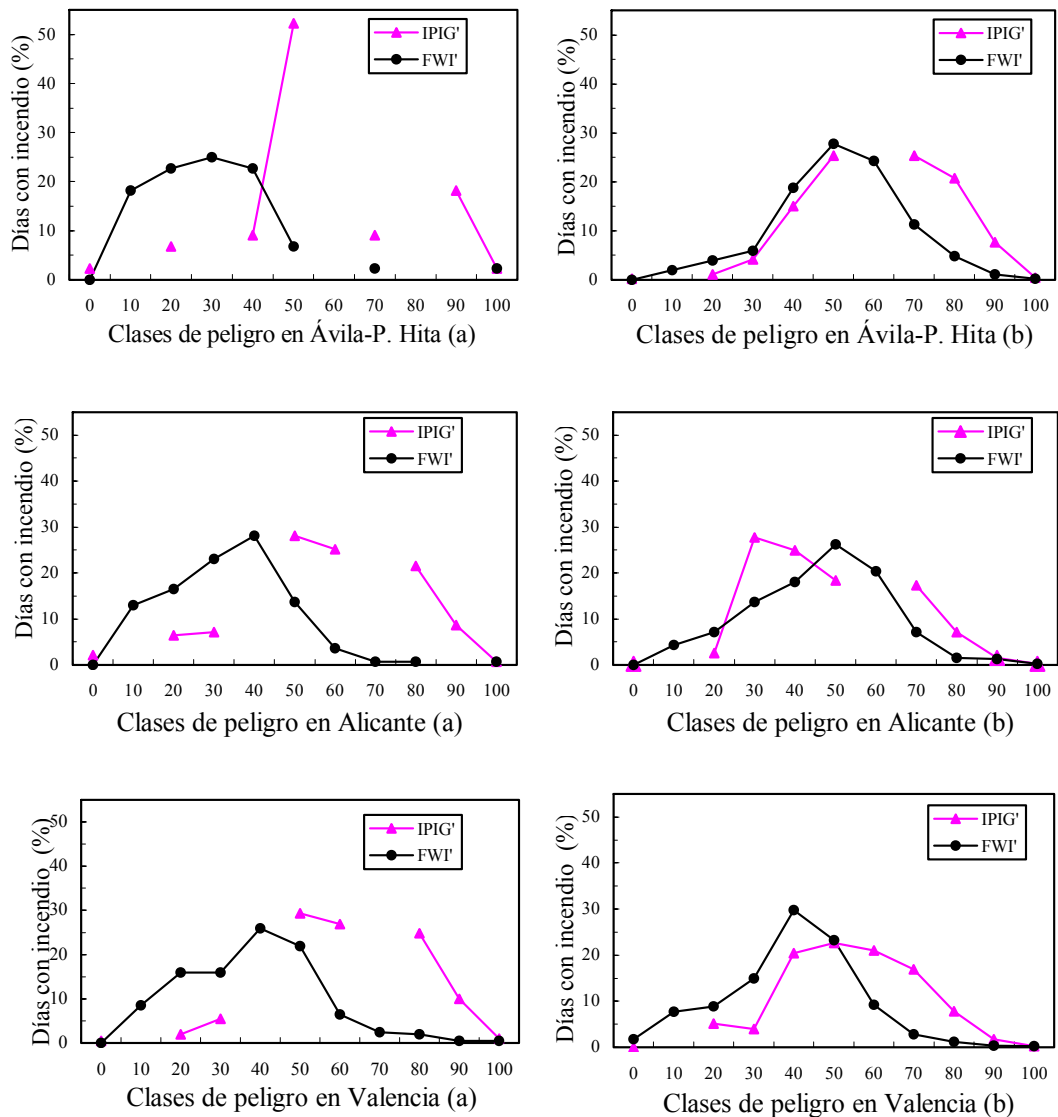 Días con incendio (%)
50
40
30
20
10
0
IPIG'
FWI'
0 10 20 30 40 50 60 70 80 90 100
Clases de peligro en Ávila-P. Hita (a)
Días con incendio (%)
50
40
30
20
10
0
IPIG'
FWI'
0 10 20 30 40 50 60 70 80 90 100
Clases de peligro en Ávila-P. Hita (b)
Días con incendio (%)
50
40
30
20
10
0
IPIG'
FWI'
0 10 20 30 40 50 60 70 80 90 100
Clases de peligro en Alicante (a)
Días con incendio (%)
50
40
30
20
10
0
IPIG'
FWI'
0 10 20 30 40 50 60 70 80 90 100
Clases de peligro en Alicante (b)
Días con incendio (%)
50
40
30
20
10
0
IPIG'
FWI'
0 10 20 30 40 50 60 70 80 90 100
Clases de peligro en Valencia (a)
Días con incendio (%)
50
40
30
20
10
0
IPIG'
FWI'
0 10 20 30 40 50 60 70 80 90 100
Clases de peligro en Valencia (b)